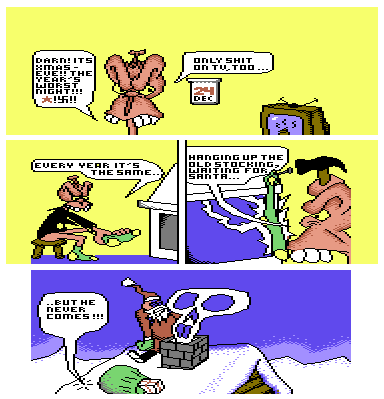 DARN! ITS
XMAS-
EVE!! THE
YEAR'S
WORST
NIGHT!!!
*!%!!
ONLY SHIT
ON TV, TOO...
24
DEC
EVERY YEAR IT'S
THE SAME..
HANGING UP THE
OLD STOCKING,
WAITING FOR
SANTA...
..BUT HE
NEVER
COMES!!!